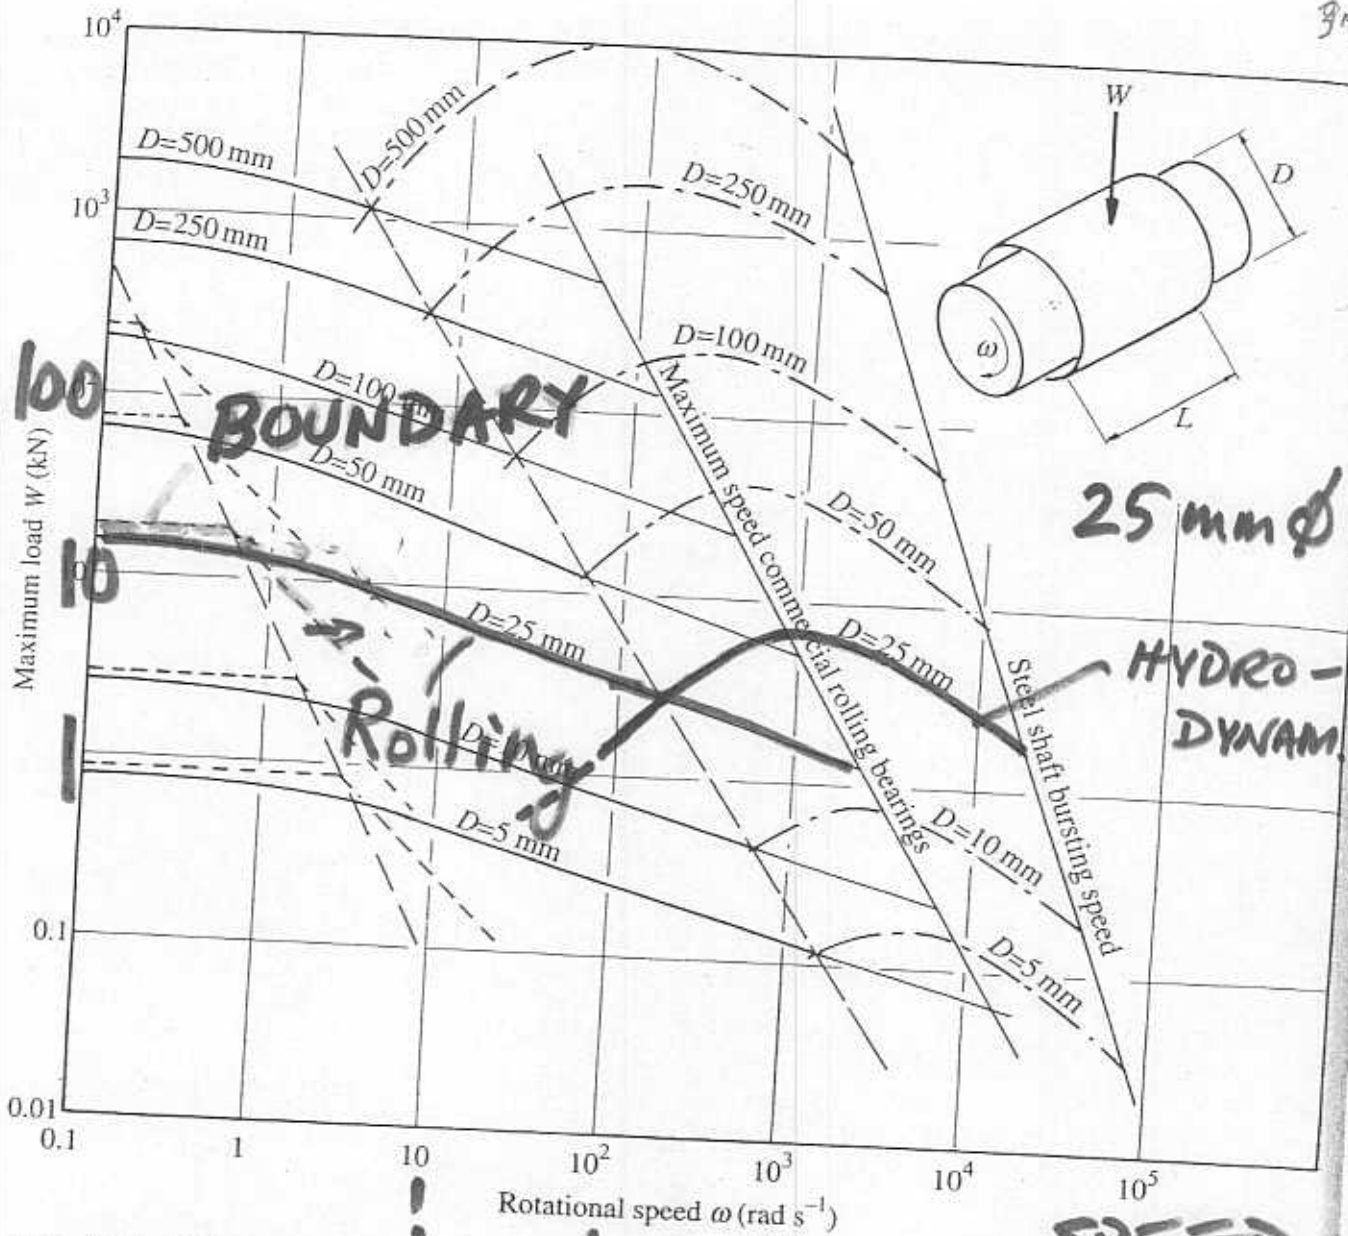 10⁴
W
D=500 mm
D=500 mm
D
10³
D=250 mm
D=250 mm
ω
L
D=100 mm
D=100 mm
100
BOUNDARY
Maximum load W (kN)
D=50 mm
D=50 mm
25 mm ϕ
10
D=25 mm
D=25 mm
HYDRO-
DYNAM
Rolling
Maximum speed commercial rolling bearings
Steel shaft bursting speed
1
D=5 mm
D=10 mm
D=5 mm
0.1
0.01
0.1
1
10
10²
10³
10⁴
10⁵
Rotational speed ω (rad s⁻¹)